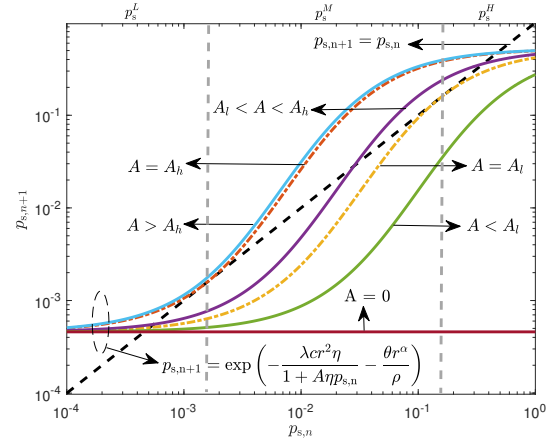 p_s^L p_s^M p_s^H
10^0
p_{s,n+1} = p_{s,n}
10^{-1}
A_l < A < A_h
A = A_h
A = A_l
10^{-2}
A > A_h
A < A_l
p_{s,n+1}
10^{-3}
A = 0
p_{s,n+1} = exp ( - λcr^2η / 1 + Aηp_{s,n} - θr^α / ρ )
10^{-4}
10^{-4} 10^{-3} 10^{-2} 10^{-1} 10^0
p_{s,n}